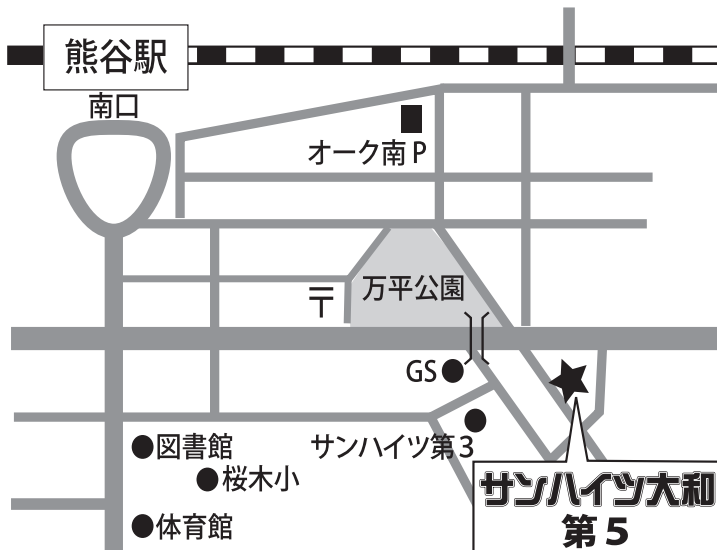 熊谷駅
南口
オーク南P
万平公園
〒
GS
図書館
サンハイツ第3
桜木小
体育館
サンハイツ大和
第5